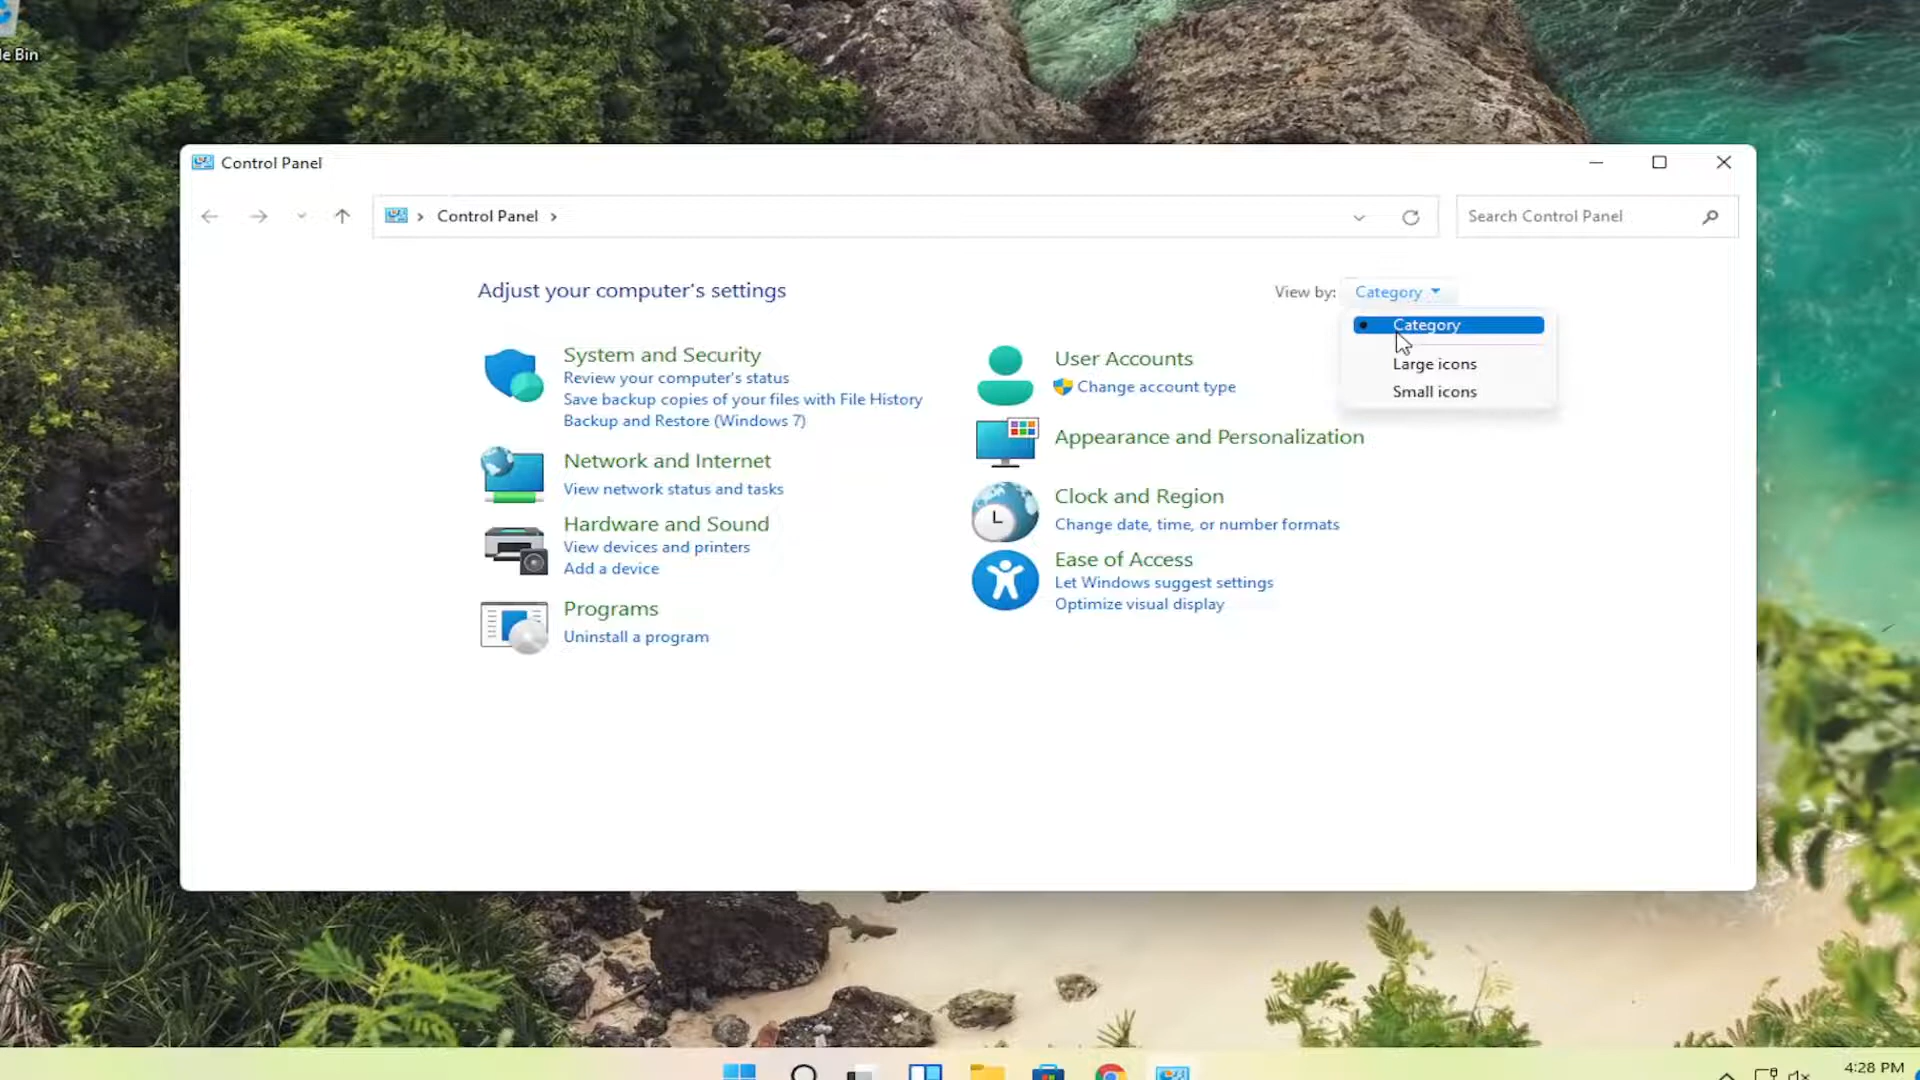 le Bin
Control Panel
Control Panel
Search Control Panel
Adjust your computer's settings
View by: Category
Category
Large icons
Small icons
System and Security
Review your computer's status
Save backup copies of your files with File History
Backup and Restore (Windows 7)
Network and Internet
View network status and tasks
Hardware and Sound
View devices and printers
Add a device
Programs
Uninstall a program
User Accounts
Change account type
Appearance and Personalization
Clock and Region
Change date, time, or number formats
Ease of Access
Let Windows suggest settings
Optimize visual display
4:28 PM